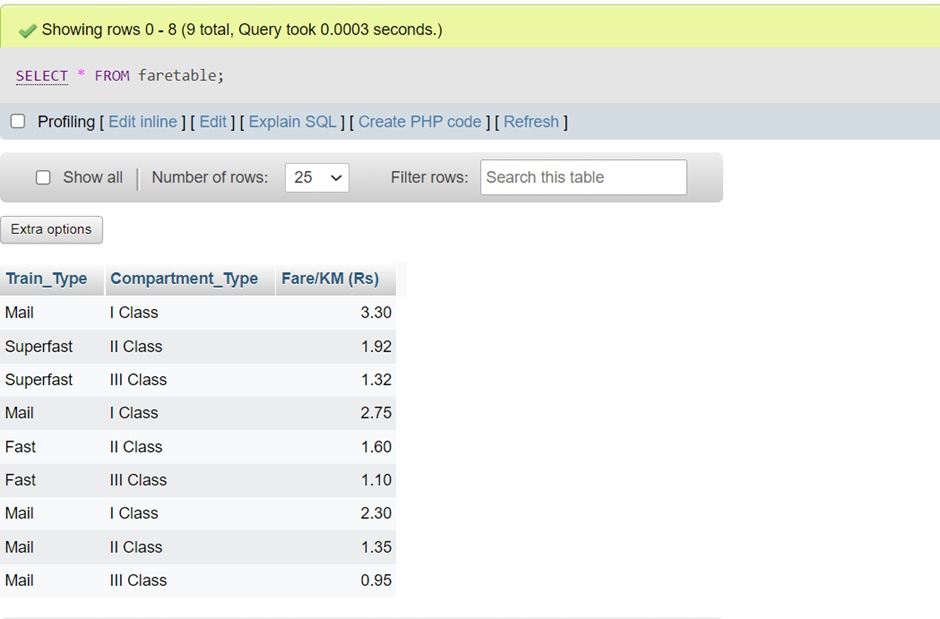 Showing rows 0 - 8 (9 total, Query took 0.0003 seconds.)
SELECT * FROM faretable;
Profiling [ Edit inline ] [ Edit ] [ Explain SQL ] [ Create PHP code ] [ Refresh ]
Show all Number of rows: 25 Filter rows: Search this table
Extra options
Train_Type Compartment_Type Fare/KM (Rs)
Mail I Class 3.30
Superfast II Class 1.92
Superfast III Class 1.32
Mail I Class 2.75
Fast II Class 1.60
Fast III Class 1.10
Mail I Class 2.30
Mail II Class 1.35
Mail III Class 0.95